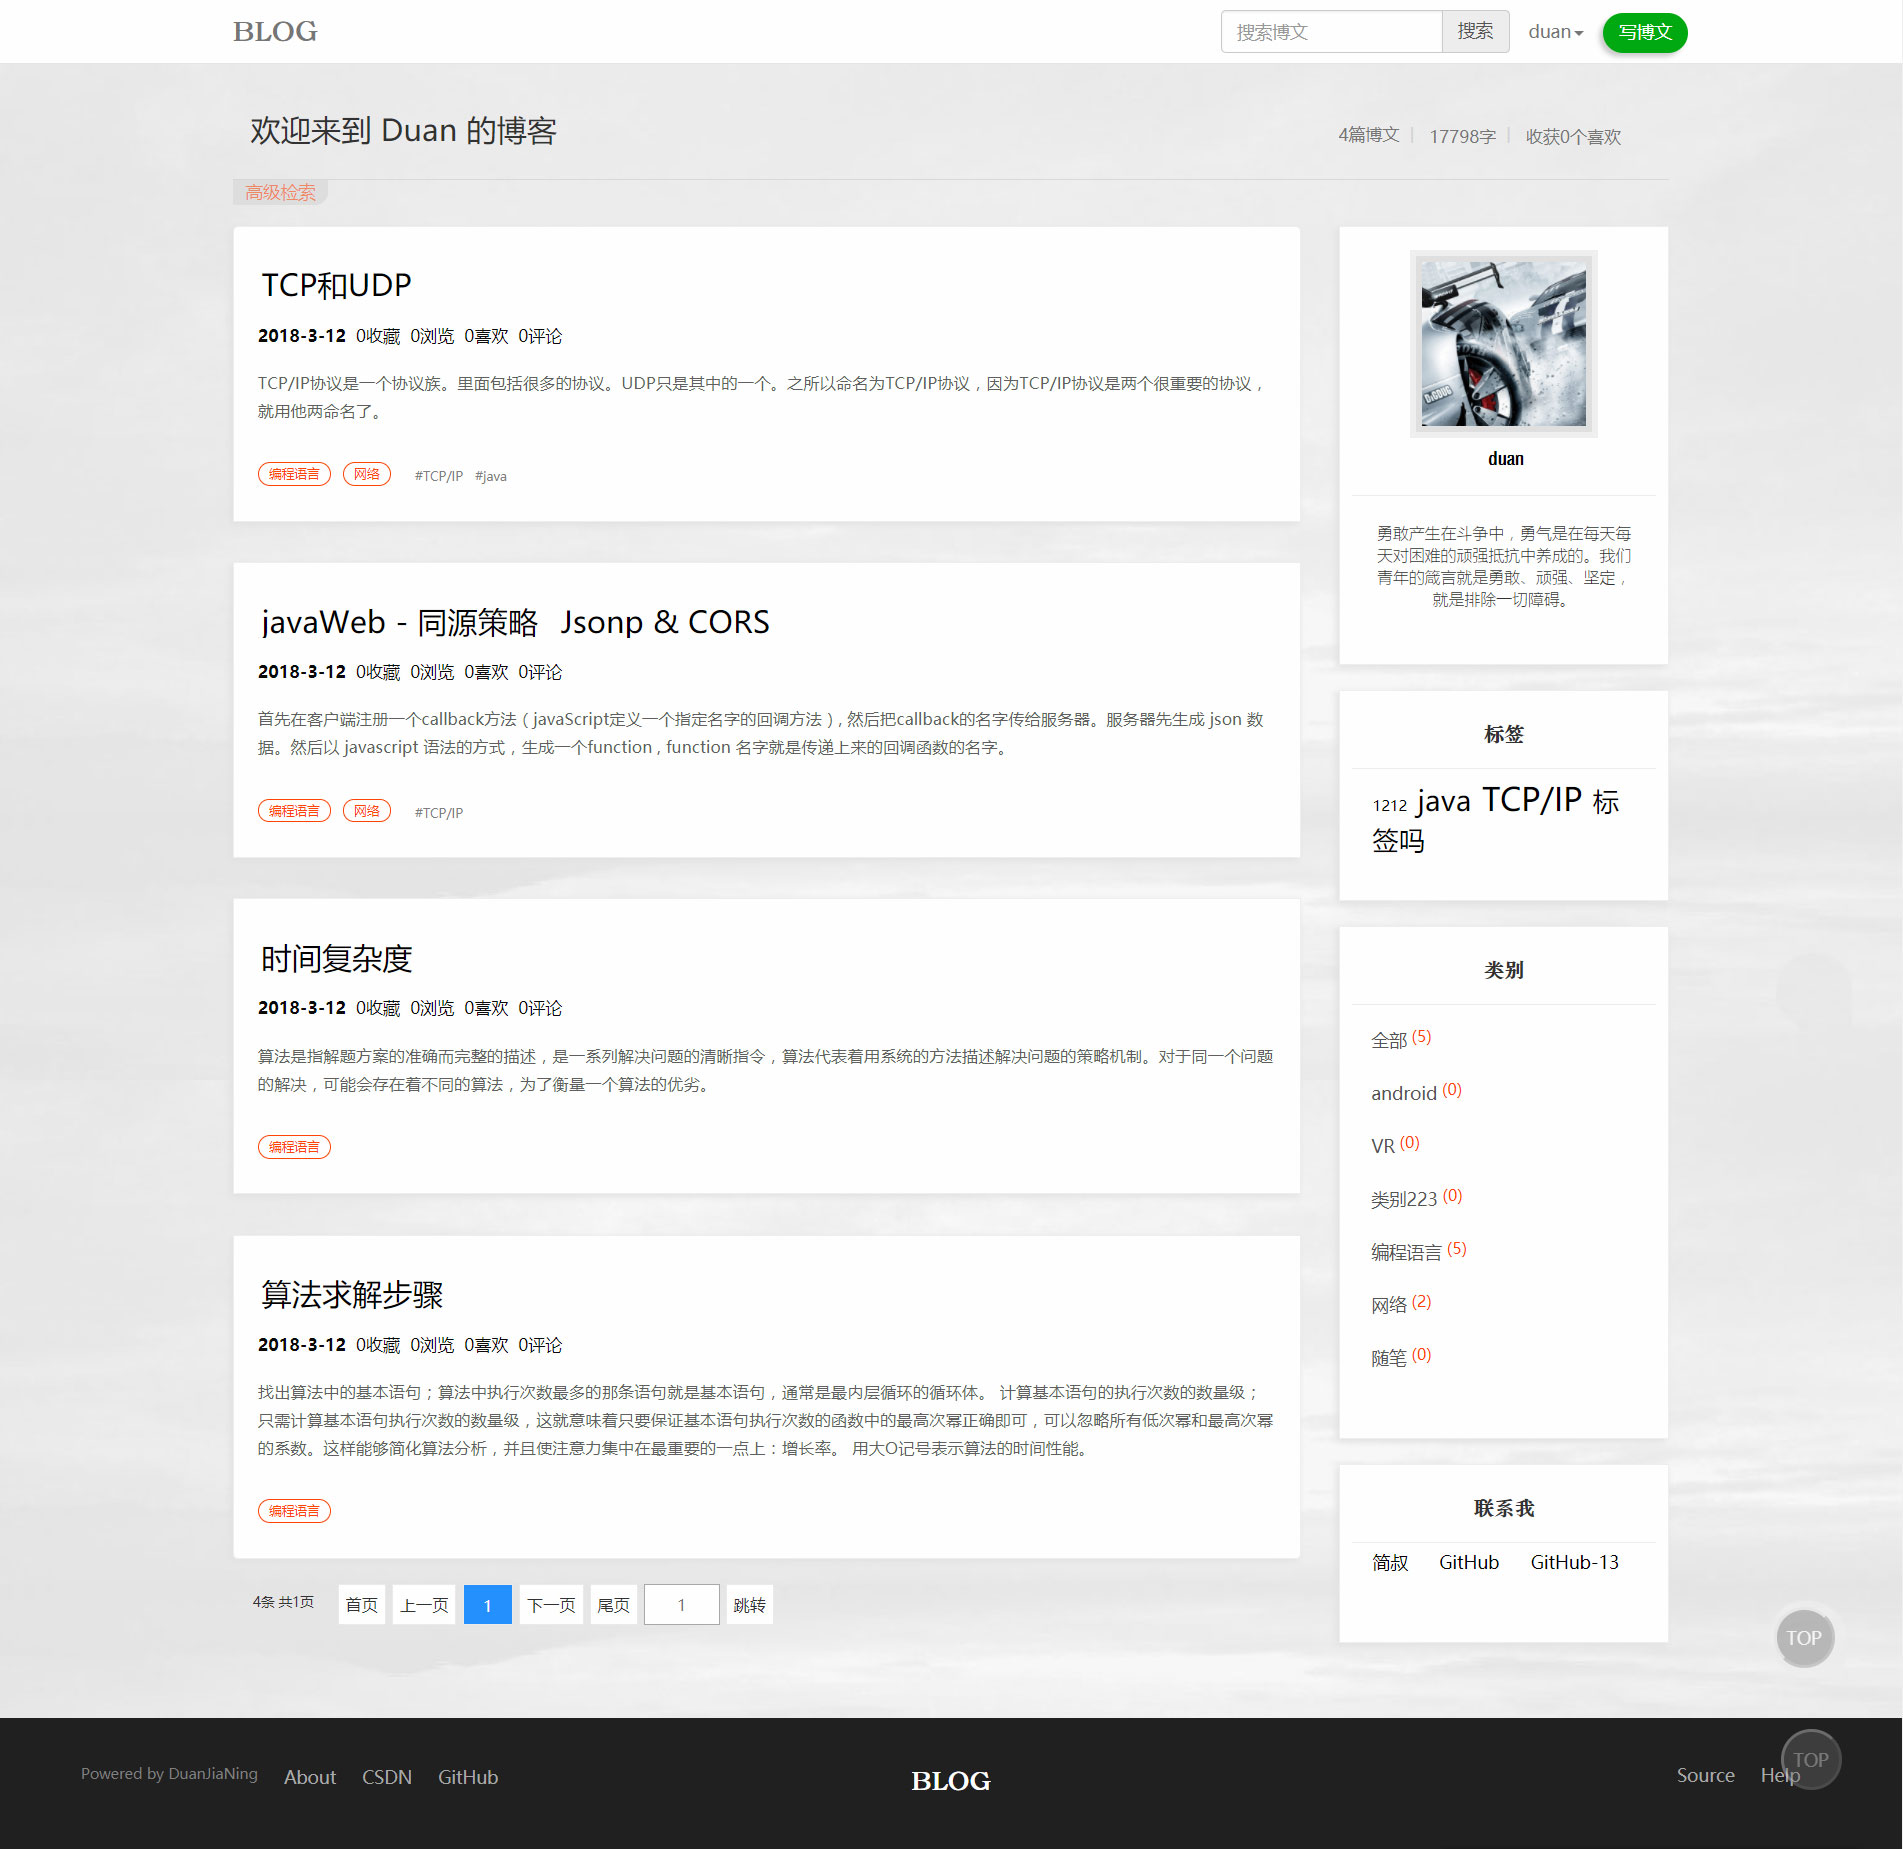 BLOG
搜索博文 搜索 duan 写博文
欢迎来到 Duan 的博客
4篇博文 17798字 收获0个喜欢
高级检索
TCP和UDP
2018-3-12 0收藏 0浏览 0喜欢 0评论
TCP/IP协议是一个协议族。里面包括很多的协议。UDP只是其中的一个。之所以命名为TCP/IP协议，因为TCP/IP协议是两个很重要的协议，
就用他两命名了。
编程语言 网络 #TCP/IP #java
javaWeb - 同源策略 Jsonp & CORS
2018-3-12 0收藏 0浏览 0喜欢 0评论
首先在客户端注册一个callback方法（javaScript定义一个指定名字的回调方法）, 然后把callback的名字传给服务器。服务器先生成 json 数
据。然后以 javascript 语法的方式，生成一个function , function 名字就是传递上来的回调函数的名字。
编程语言 网络 #TCP/IP
时间复杂度
2018-3-12 0收藏 0浏览 0喜欢 0评论
算法是指解题方案的准确而完整的描述，是一系列解决问题的清晰指令，算法代表着用系统的方法描述解决问题的策略机制。对于同一个问题
的解决，可能会存在着不同的算法，为了衡量一个算法的优劣。
编程语言
算法求解步骤
2018-3-12 0收藏 0浏览 0喜欢 0评论
找出算法中的基本语句；算法中执行次数最多的那条语句就是基本语句，通常是最内层循环的循环体。 计算基本语句的执行次数的数量级；
只需计算基本语句执行次数的数量级，这就意味着只要保证基本语句执行次数的函数中的最高次幂正确即可，可以忽略所有低次幂和最高次幂
的系数。这样能够简化算法分析，并且使注意力集中在最重要的一点上：增长率。 用大O记号表示算法的时间性能。
编程语言
4条 共1页 首页 上一页 1 下一页 尾页 1 跳转
DICOUG
duan
勇敢产生在斗争中，勇气是在每天每
天对困难的顽强抵抗中养成的。我们
青年的箴言就是勇敢、顽强、坚定，
就是排除一切障碍。
标签
1212 java TCP/IP 标
签吗
类别
全部 (5)
android (0)
VR (0)
类别223 (0)
编程语言 (5)
网络 (2)
随笔 (0)
联系我
简叔 GitHub GitHub-13
TOP
Powered by DuanJiaNing About CSDN GitHub
BLOG
Source Help
TOP